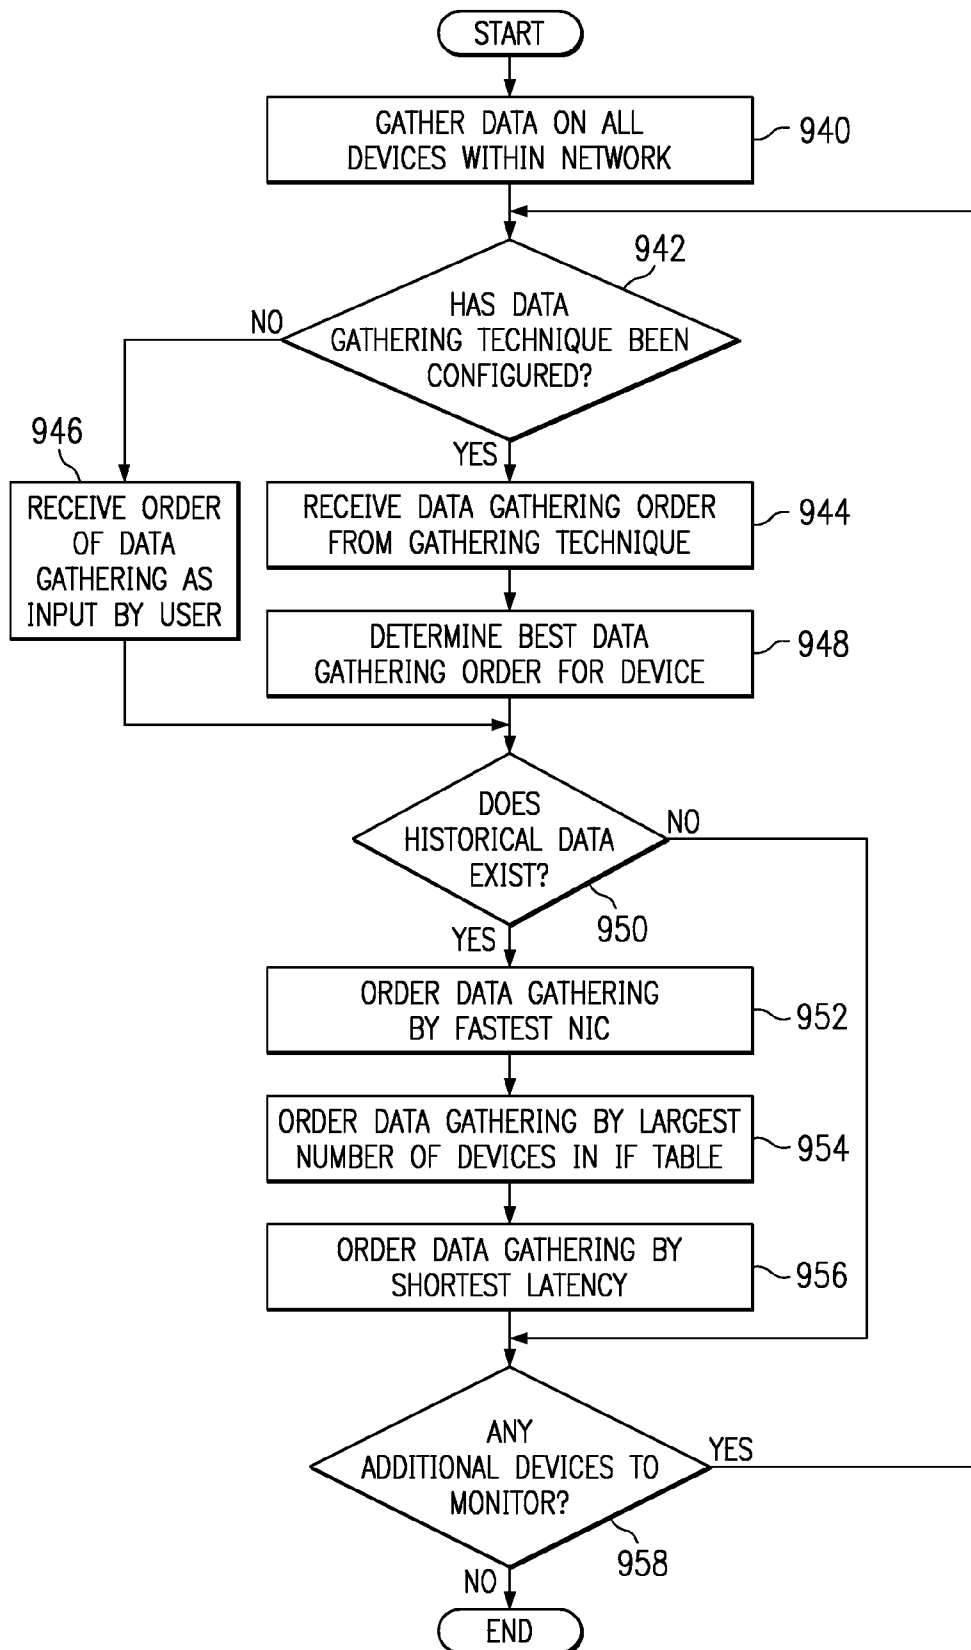 START
GATHER DATA ON ALL
DEVICES WITHIN NETWORK
940
942
HAS DATA
GATHERING TECHNIQUE BEEN
CONFIGURED?
NO
YES
946
RECEIVE ORDER
OF DATA
GATHERING AS
INPUT BY USER
RECEIVE DATA GATHERING ORDER
FROM GATHERING TECHNIQUE
944
DETERMINE BEST DATA
GATHERING ORDER FOR DEVICE
948
DOES
HISTORICAL DATA
EXIST?
NO
950
YES
ORDER DATA GATHERING
BY FASTEST NIC
952
ORDER DATA GATHERING BY LARGEST
NUMBER OF DEVICES IN IF TABLE
954
ORDER DATA GATHERING BY
SHORTEST LATENCY
956
ANY
ADDITIONAL DEVICES TO
MONITOR?
YES
958
NO
END